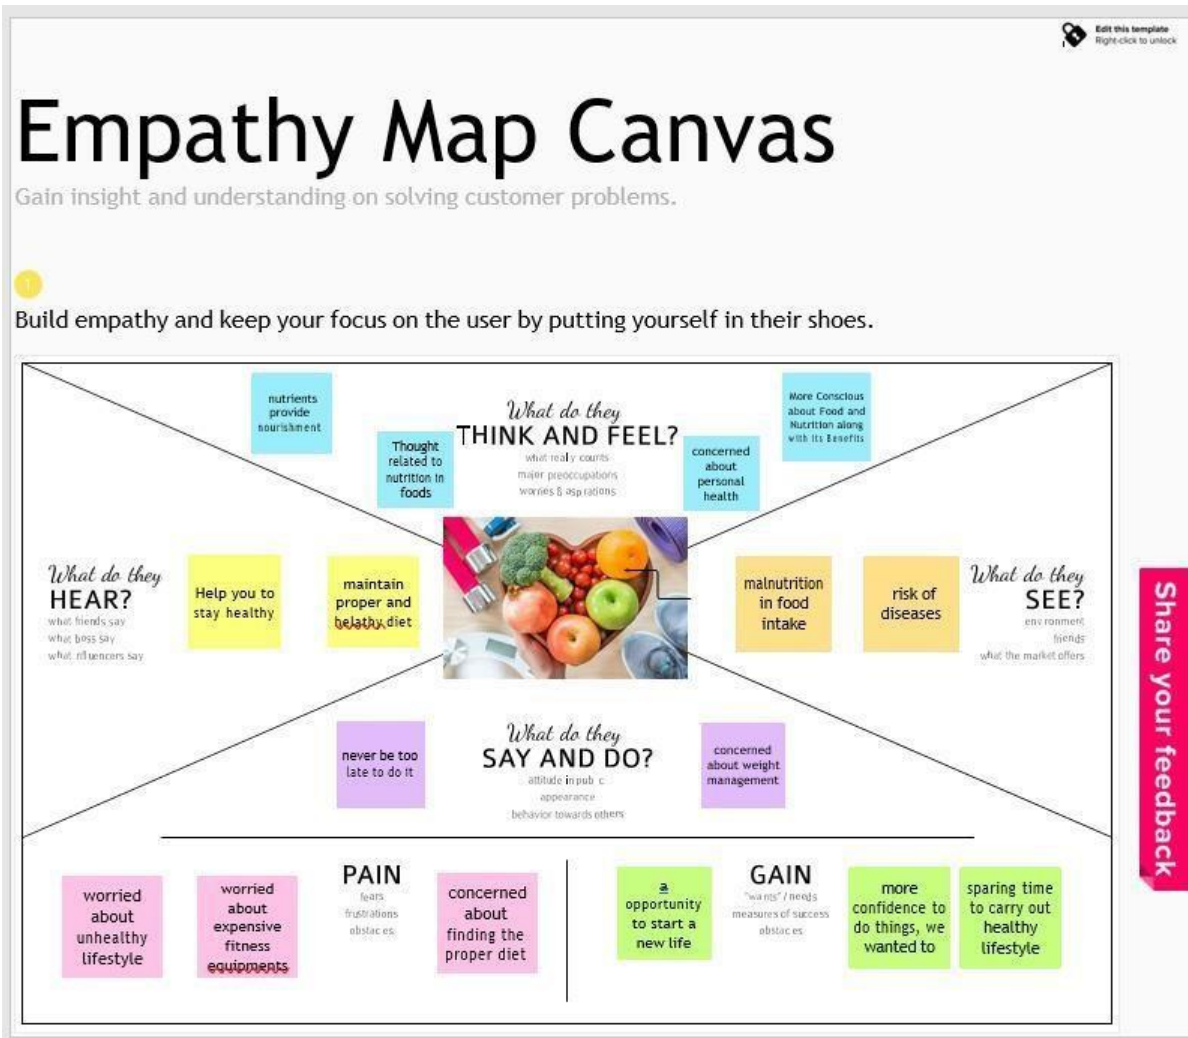 Edit this template
Right-click to unlock
Empathy Map Canvas
Gain insight and understanding on solving customer problems.
Build empathy and keep your focus on the user by putting yourself in their shoes.
nutrients
provide
nourishment
Thought
related to
nutrition in
foods
What do they
THINK AND FEEL?
what really counts
major preoccupations
worries & aspirations
concerned
about
personal
health
More Conscious
about Food and
Nutrition along
with its Benefits
What do they
HEAR?
what friends say
what boss say
what influencers say
Help you to
stay healthy
maintain
proper and
helathy diet
malnutrition
in food
intake
risk of
diseases
What do they
SEE?
environment
friends
what the market offers
never be too
late to do it
What do they
SAY AND DO?
attitude in public
appearance
behavior towards others
concerned
about weight
management
worried
about
unhealthy
lifestyle
worried
about
expensive
fitness
equipments
PAIN
fears
frustrations
obstacles
concerned
about
finding the
proper diet
a
opportunity
to start a
new life
GAIN
"wants" / needs
measures of success
obstacles
more
confidence to
do things, we
wanted to
sparing time
to carry out
healthy
lifestyle
Share your feedback